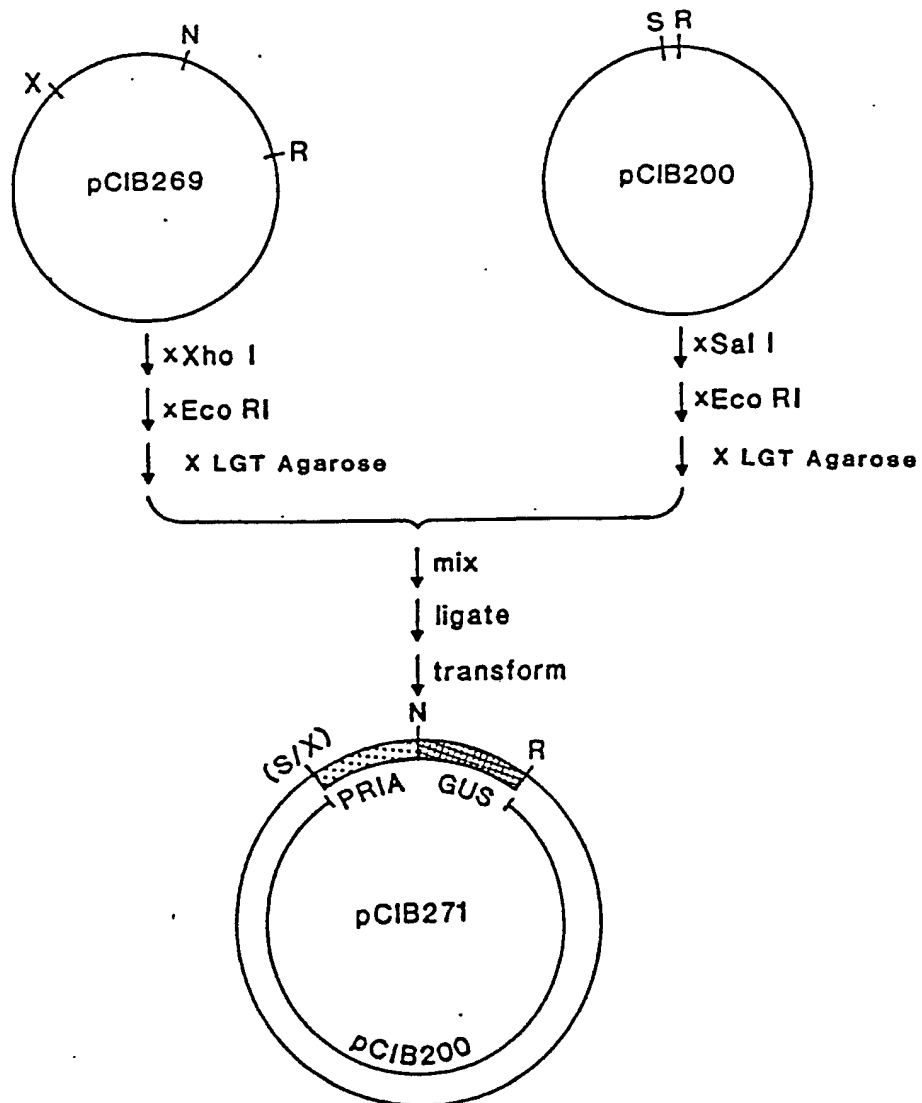 N
X
R
pCIB269
S R
pCIB200
xXho I
xEco RI
X LGT Agarose
xSal I
xEco RI
X LGT Agarose
mix
ligate
transform
N
(S/X)
R
PRIA
GUS
pCIB271
pCIB200